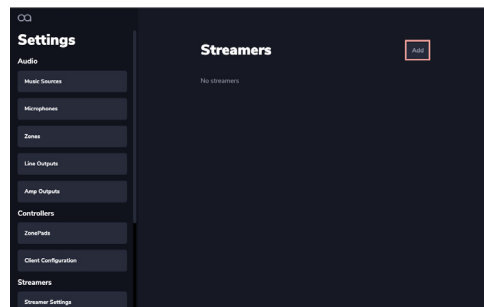 Settings
Audio
Music Sources
Microphones
Zones
Line Outputs
Amp Outputs
Controllers
ZonePads
Client Configuration
Streamers
Streamer Settings
Streamers
Add
No streamers